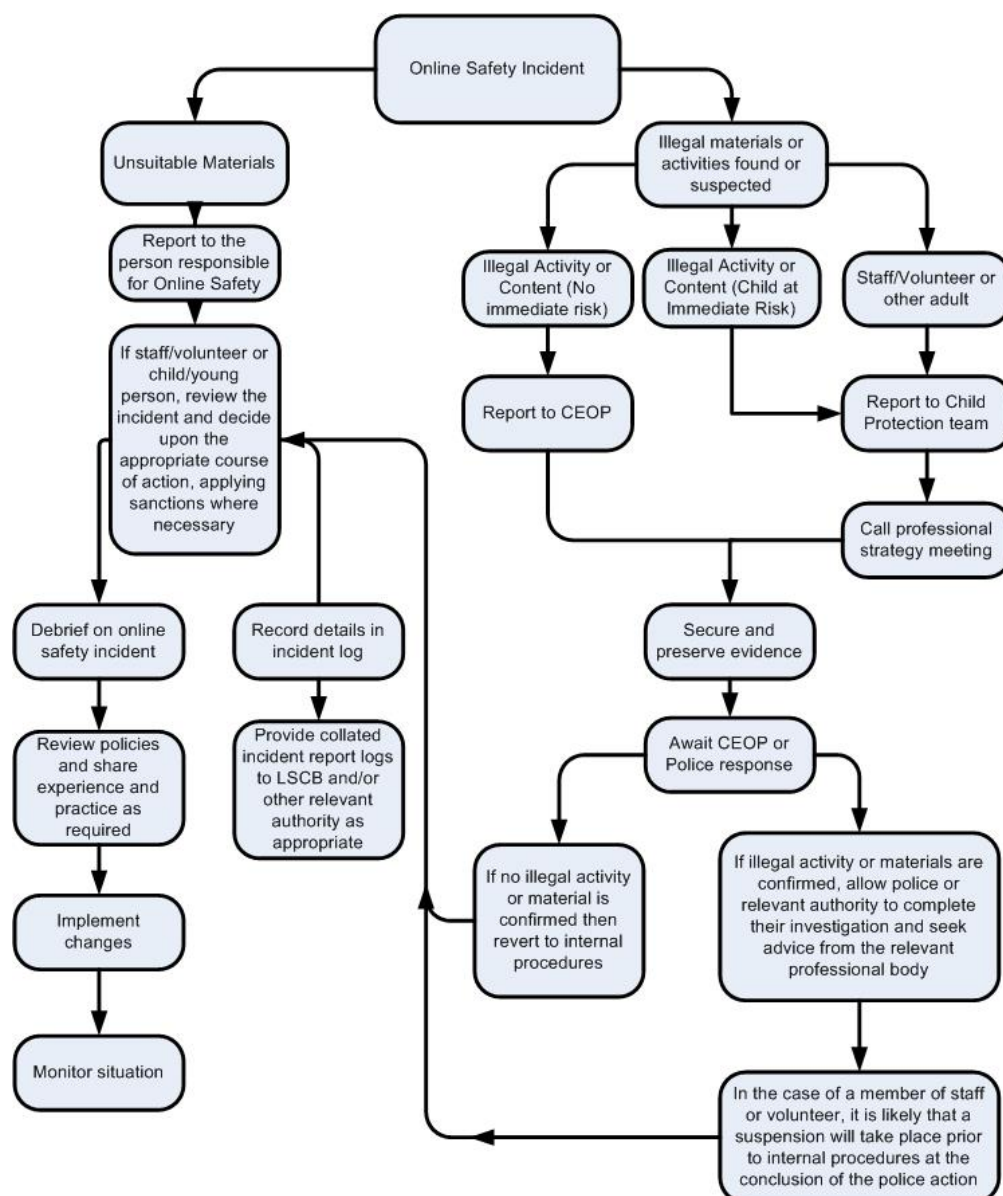 Online Safety Incident
Unsuitable Materials
Report to the
person responsible
for Online Safety
If staff/volunteer or
child/young
person, review the
incident and decide
upon the
appropriate course
of action, applying
sanctions where
necessary
Debrief on online
safety incident
Review policies
and share
experience and
practice as
required
Implement
changes
Monitor situation
Record details in
incident log
Provide collated
incident report logs
to LSCB and/or
other relevant
authority as
appropriate
Illegal materials or
activities found or
suspected
Illegal Activity or
Content (No
immediate risk)
Illegal Activity or
Content (Child at
Immediate Risk)
Staff/Volunteer or
other adult
Report to CEOP
Report to Child
Protection team
Call professional
strategy meeting
Secure and
preserve evidence
Await CEOP or
Police response
If no illegal activity
or material is
confirmed then
revert to internal
procedures
If illegal activity or materials are
confirmed, allow police or
relevant authority to complete
their investigation and seek
advice from the relevant
professional body
In the case of a member of staff
or volunteer, it is likely that a
suspension will take place prior
to internal procedures at the
conclusion of the police action